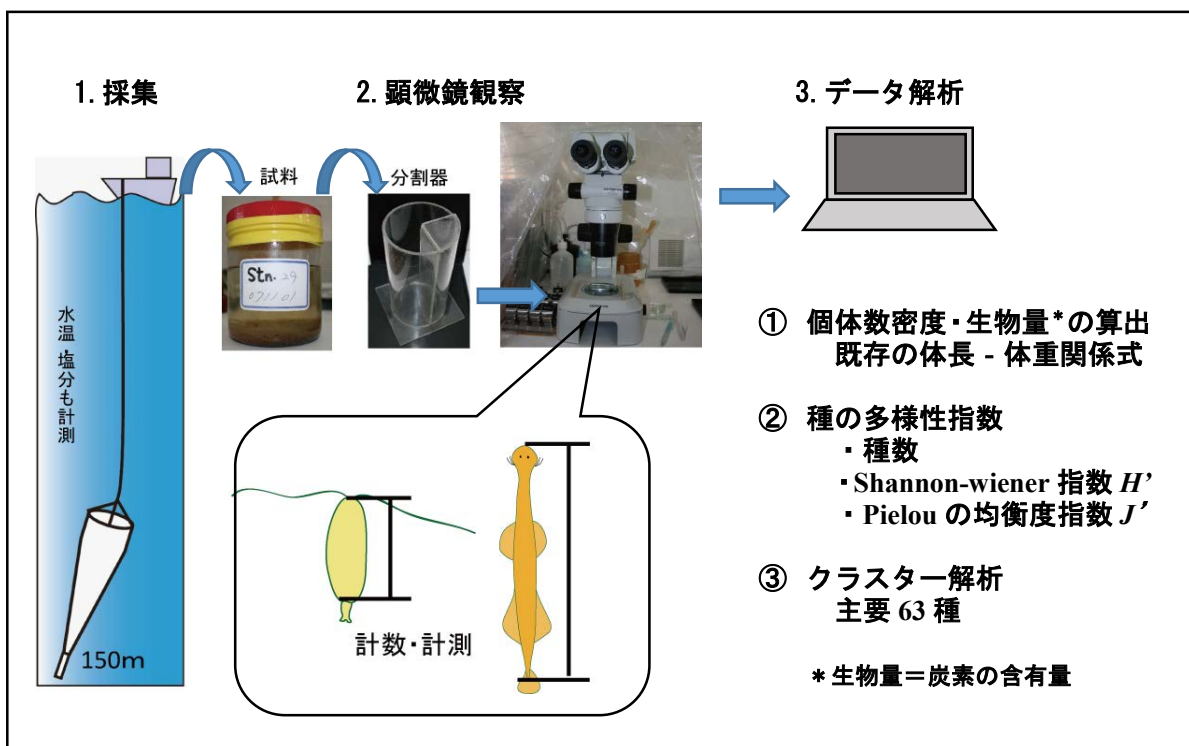 1. 採集
2. 顕微鏡観察
3. データ解析
試料
分割器
Stn. 29
071101
水温・塩分も計測
150m
計数・計測
① 個体数密度・生物量*の算出
既存の体長 - 体重関係式
② 種の多様性指数
・種数
・Shannon-wiener 指数 H’
・Pielou の均衡度指数 J’
③ クラスター解析
主要 63 種
*生物量=炭素の含有量